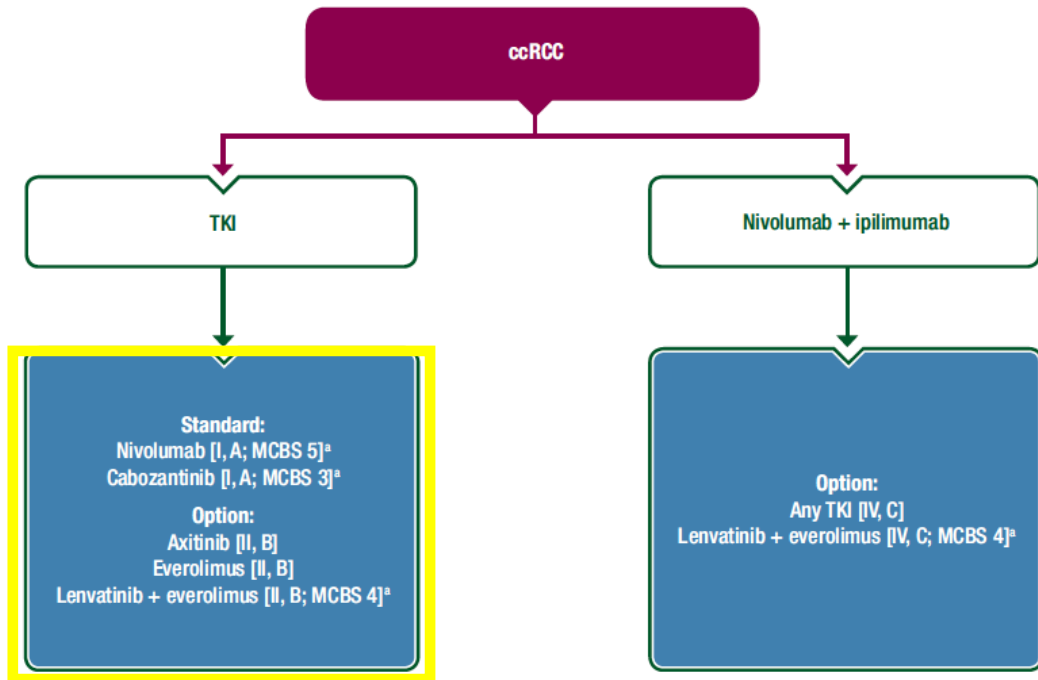 ccRCC
TKI
Nivolumab + ipilimumab
Standard:
Nivolumab [I, A; MCBS 5]ᵃ
Cabozantinib [I, A; MCBS 3]ᵃ
Option:
Axitinib [II, B]
Everolimus [II, B]
Lenvatinib + everolimus [II, B; MCBS 4]ᵃ
Option:
Any TKI [IV, C]
Lenvatinib + everolimus [IV, C; MCBS 4]ᵃ